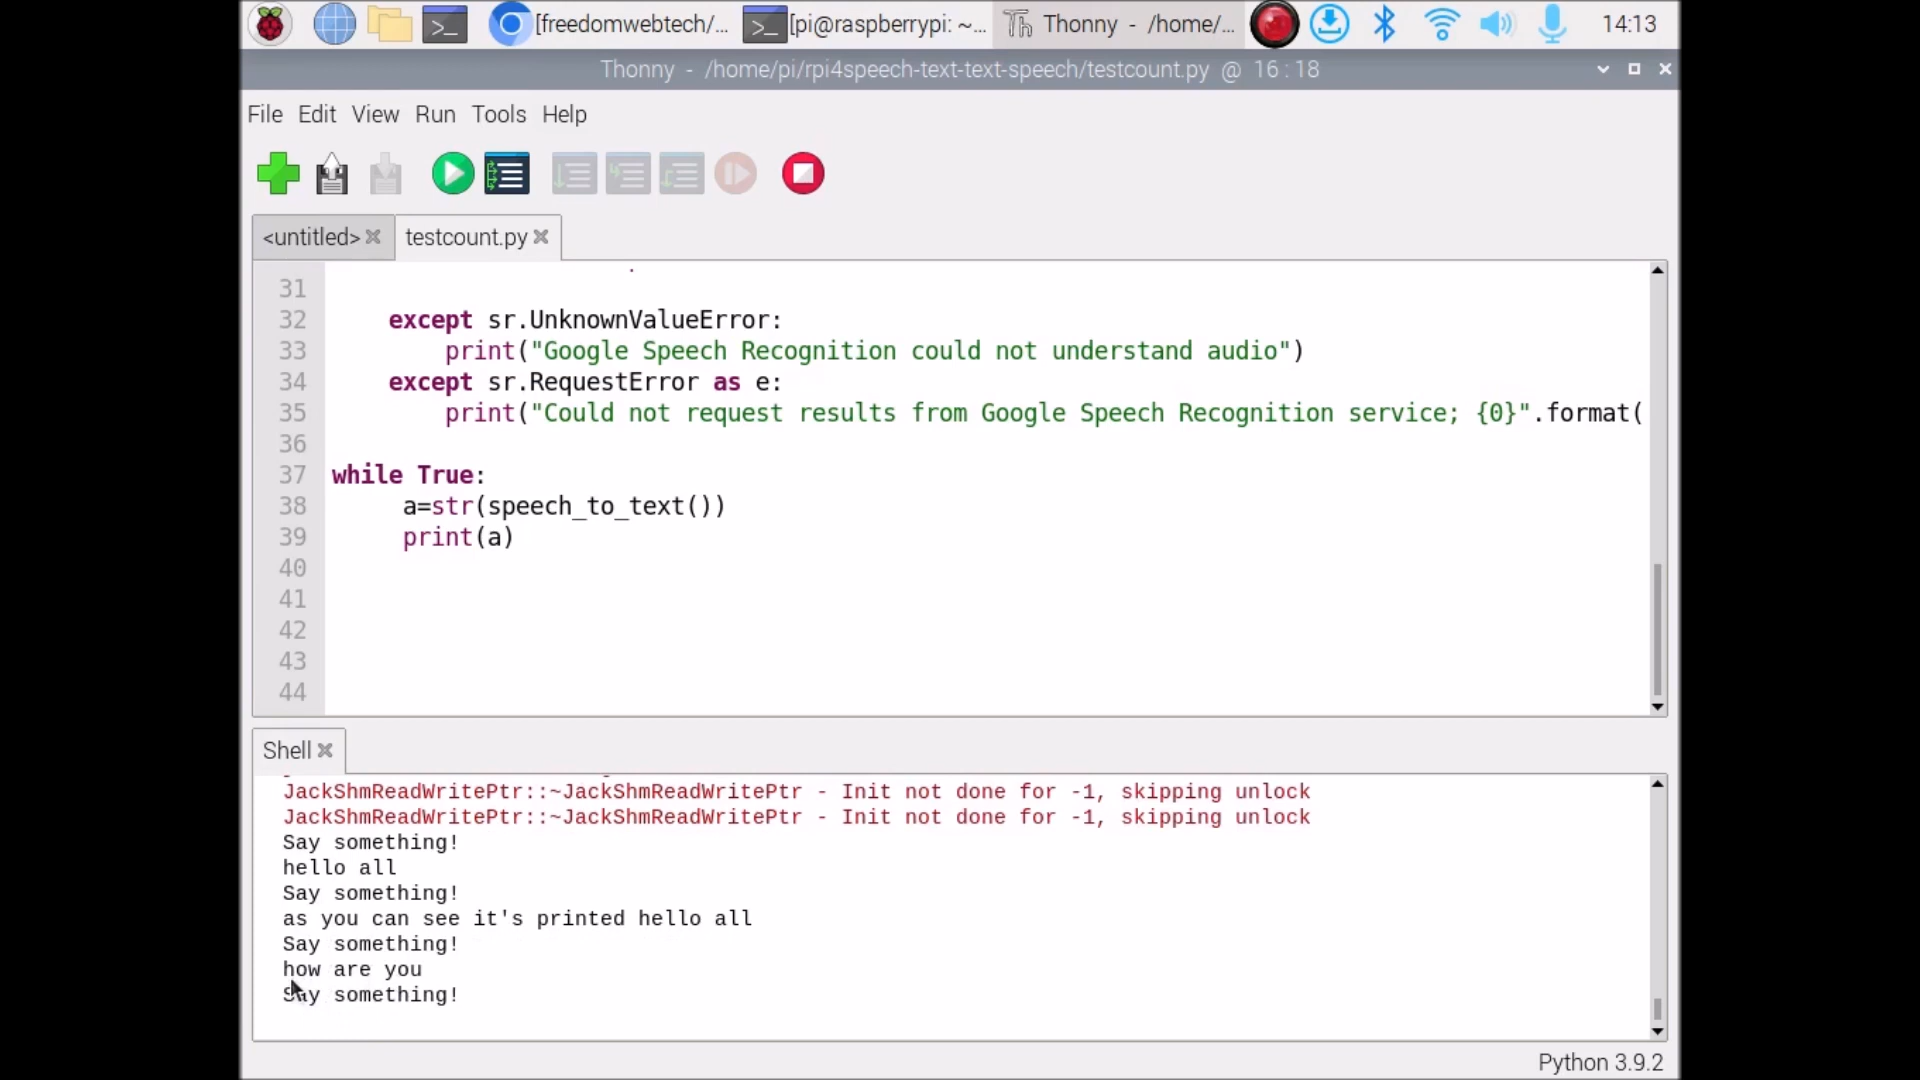 [freedomwebtech/... [pi@raspberrypi: ~... Thonny - /home/... 14:13
Thonny - /home/pi/rpi4speech-text-text-speech/testcount.py @ 16:18
File Edit View Run Tools Help
<untitled> testcount.py
31
32 except sr.UnknownValueError:
33 print("Google Speech Recognition could not understand audio")
34 except sr.RequestError as e:
35 print("Could not request results from Google Speech Recognition service; {0}".format(
36
37 while True:
38 a=str(speech_to_text())
39 print(a)
40
41
42
43
44
Shell
JackShmReadWritePtr::~JackShmReadWritePtr - Init not done for -1, skipping unlock
JackShmReadWritePtr::~JackShmReadWritePtr - Init not done for -1, skipping unlock
Say something!
hello all
Say something!
as you can see it's printed hello all
Say something!
how are you
Say something!
Python 3.9.2